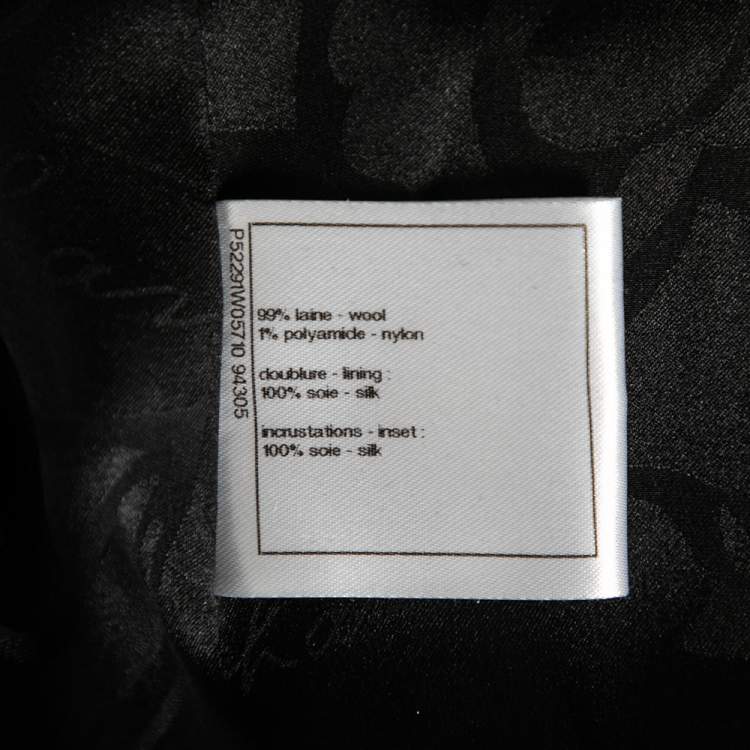 P52291W05710 94305
99% laine - wool
1% polyamide - nylon
doublure - lining :
100% soie - silk
incrustations - inset :
100% soie - silk